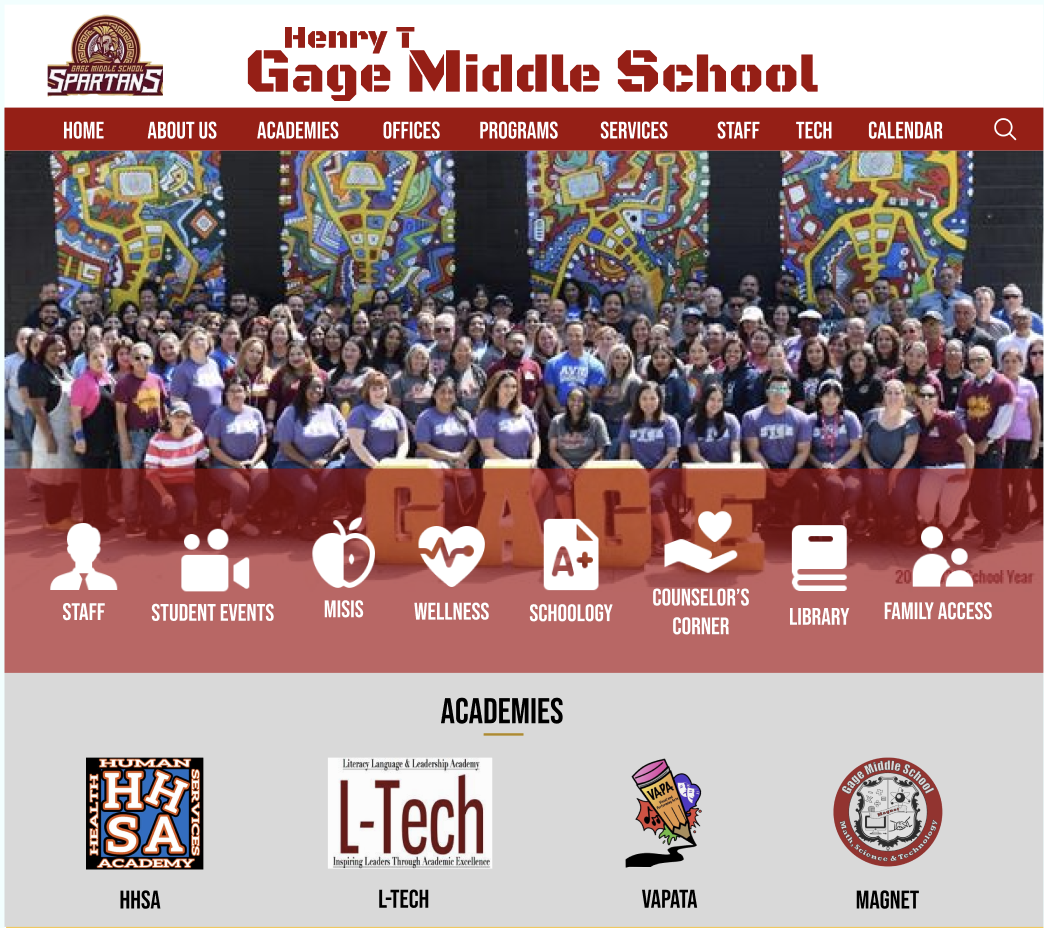 GAGE MIDDLE SCHOOL
SPARTANS
Henry T
Gage Middle School
HOME ABOUT US ACADEMIES OFFICES PROGRAMS SERVICES STAFF TECH CALENDAR
AVID
GAGE
20 School Year
A+
STAFF STUDENT EVENTS MISIS WELLNESS SCHOOLOGY COUNSELOR'S CORNER LIBRARY FAMILY ACCESS
ACADEMIES
HUMAN
HEALTH
SERVICES
HHSA
ACADEMY
Literacy Language & Leadership Academy
L-Tech
Inspiring Leaders Through Academic Excellence
VAPA
Gage Middle School
Magnet
Math, Science & Technology
HHSA L-TECH VAPATA MAGNET